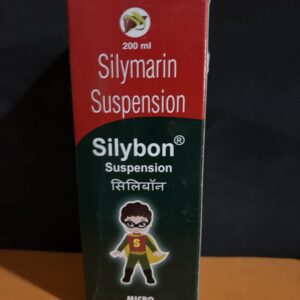 200 ml
Silymarin
Suspension
Silybon®
Suspension
सिलिबॉन
S
MICRO